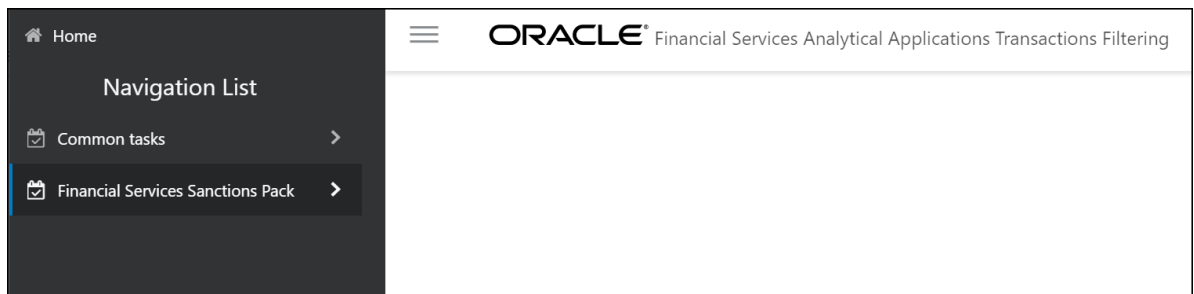 Home
ORACLE® Financial Services Analytical Applications Transactions Filtering
Navigation List
Common tasks
Financial Services Sanctions Pack